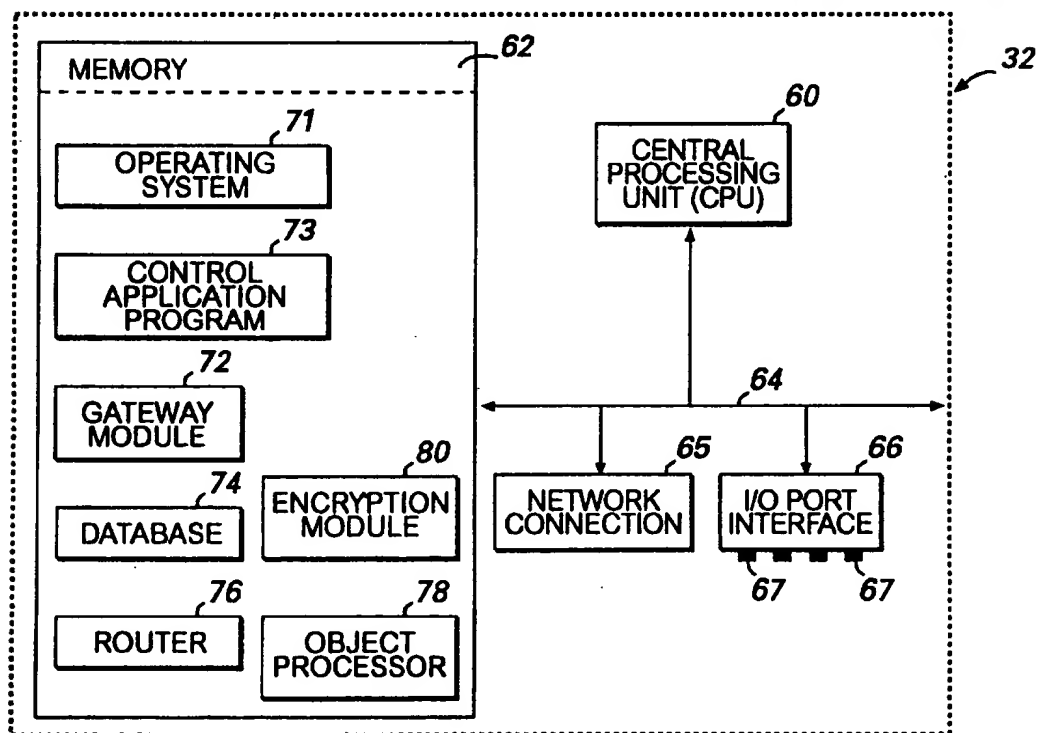 MEMORY
62
32
71
OPERATING
SYSTEM
60
CENTRAL
PROCESSING
UNIT (CPU)
73
CONTROL
APPLICATION
PROGRAM
72
GATEWAY
MODULE
64
74
DATABASE
80
ENCRYPTION
MODULE
65
NETWORK
CONNECTION
66
I/O PORT
INTERFACE
67
67
76
ROUTER
78
OBJECT
PROCESSOR